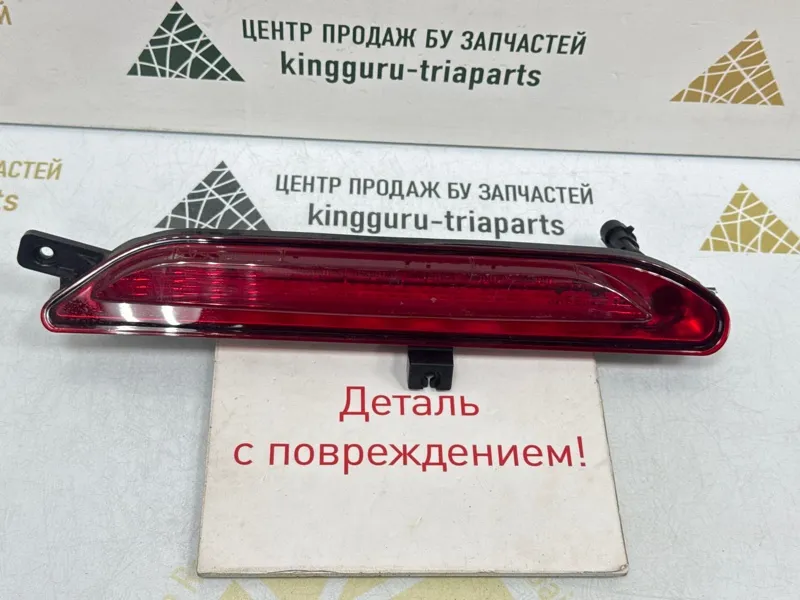 ЦЕНТР ПРОДАЖ БУ ЗАПЧАСТЕЙ
kingguru-triaparts
ЦЕНТР ПРОДАЖ БУ ЗАПЧАСТЕЙ
kingguru-triaparts
Деталь
с повреждением!